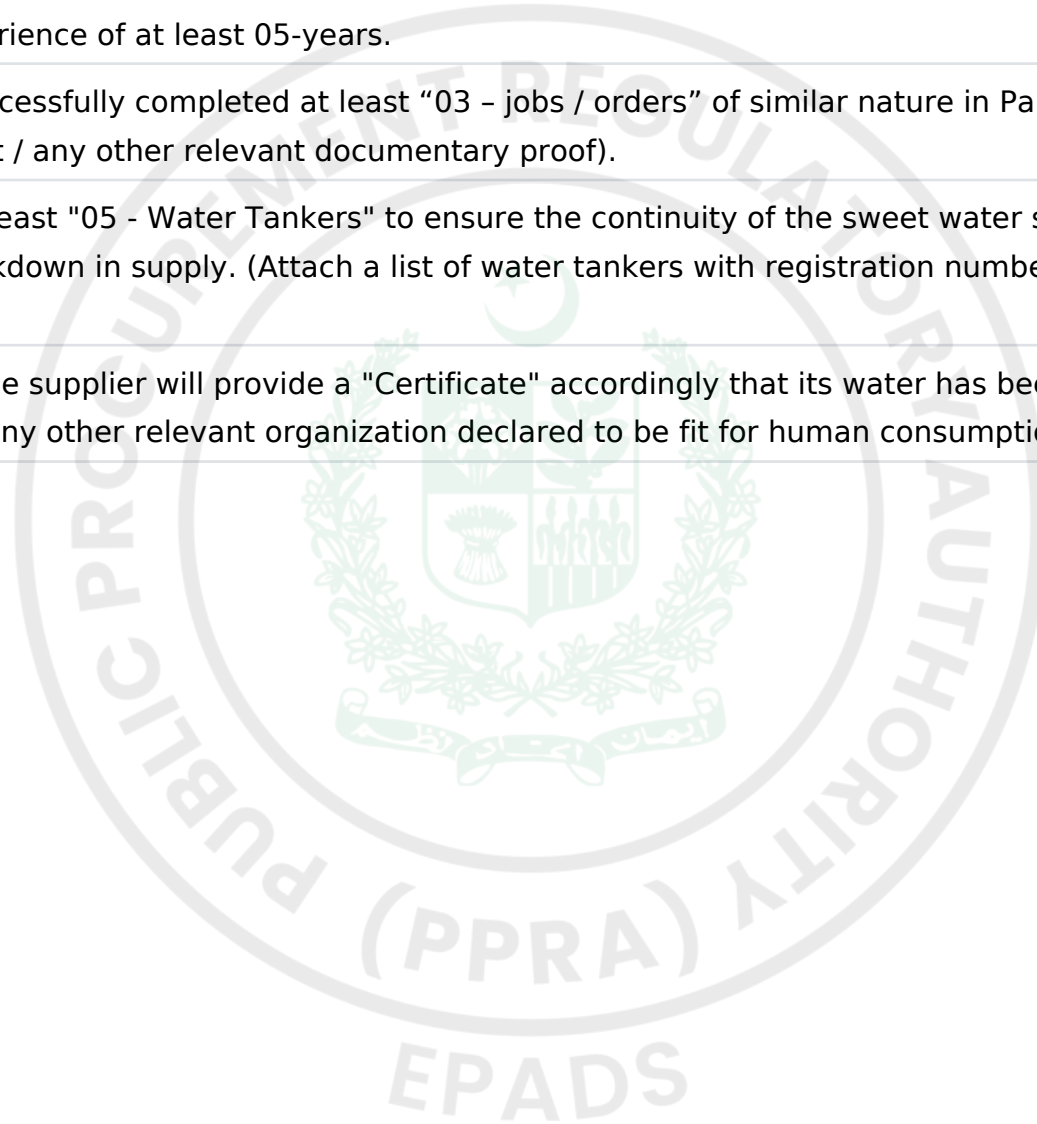 rience of at least 05-years.
cessfully completed at least “03 – jobs / orders” of similar nature in Pa
t / any other relevant documentary proof).
east "05 - Water Tankers" to ensure the continuity of the sweet water s
kdown in supply. (Attach a list of water tankers with registration numbe
e supplier will provide a "Certificate" accordingly that its water has bee
ny other relevant organization declared to be fit for human consumptio
PUBLIC PROCUREMENT REGULATORY AUTHORITY
(PPRA)
EPADS